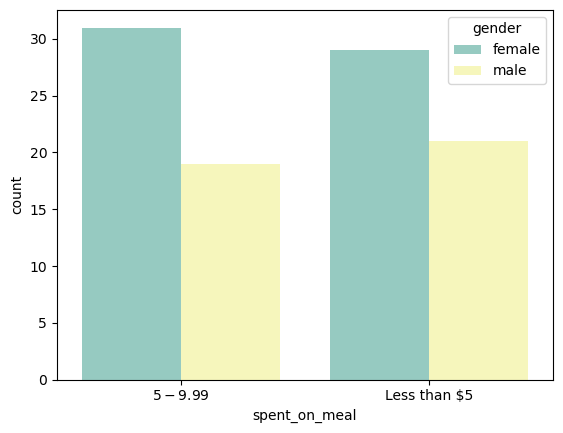 gender
female
male
30
25
20
15
10
5
0
count
5 − 9.99
Less than $5
spent_on_meal